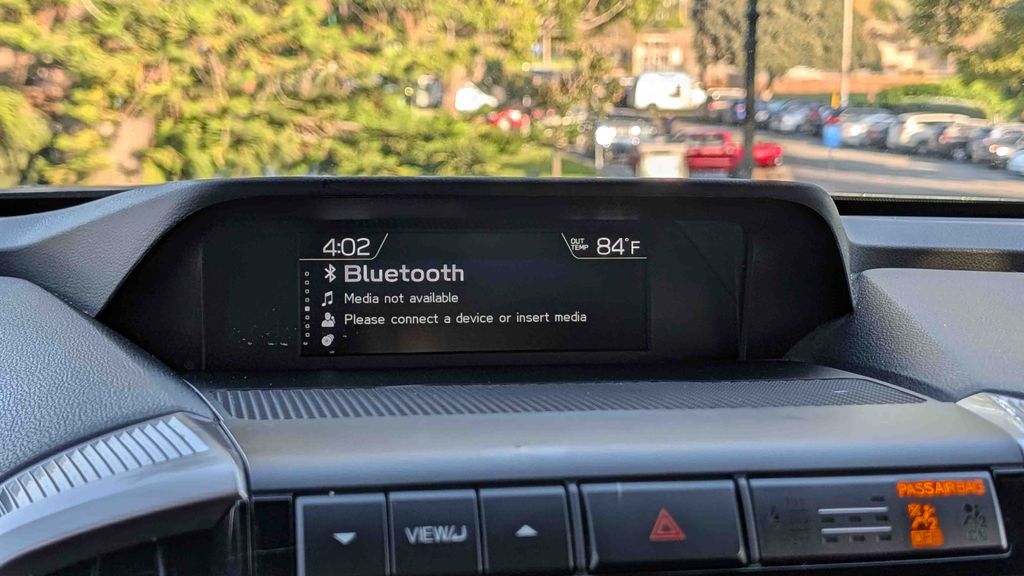 4:02
OUT
TEMP
84°F
Bluetooth
Media not available
Please connect a device or insert media
VIEW/
PASS AIR BAG
OFF